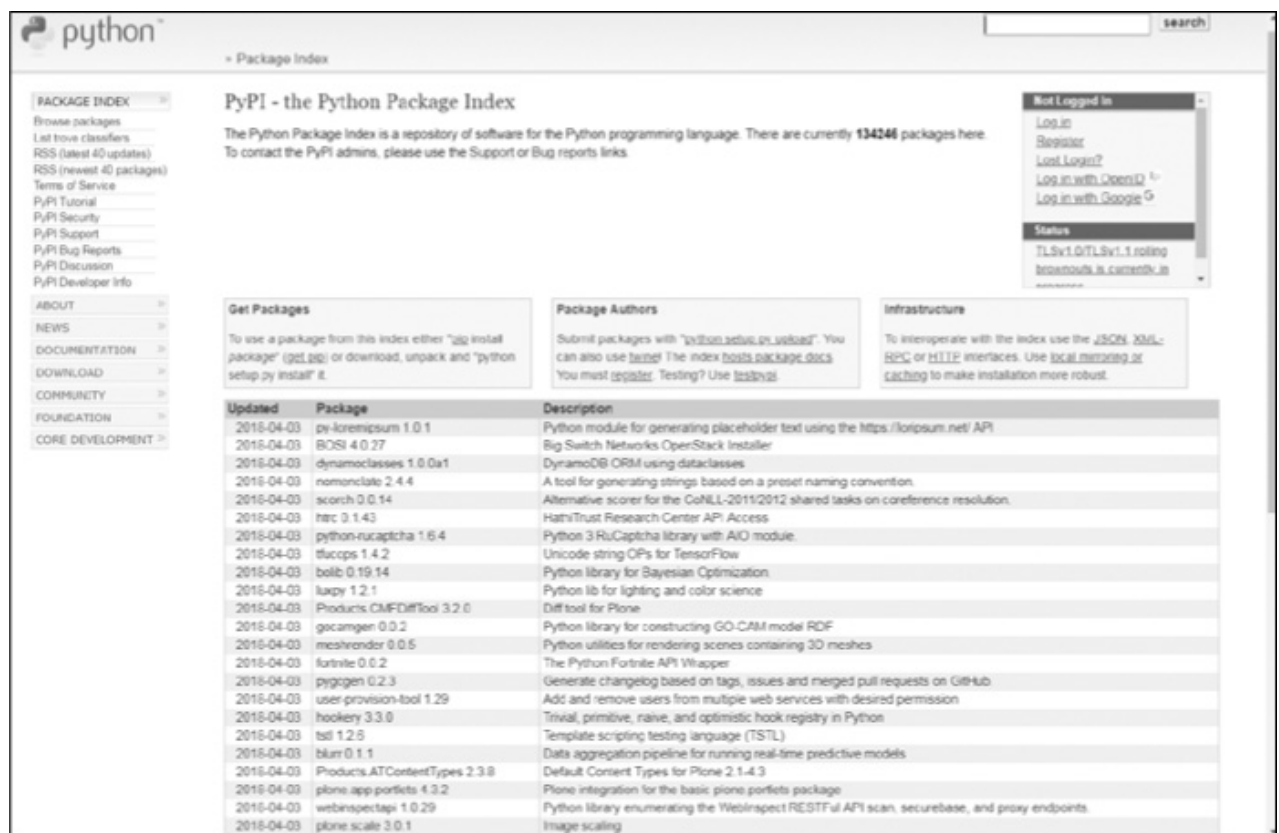 python™
search
» Package Index
PACKAGE INDEX »
Browse packages
List trove classifiers
RSS (latest 40 updates)
RSS (newest 40 packages)
Terms of Service
PyPI Tutorial
PyPI Security
PyPI Support
PyPI Bug Reports
PyPI Discussion
PyPI Developer Info
ABOUT »
NEWS »
DOCUMENTATION »
DOWNLOAD »
COMMUNITY »
FOUNDATION »
CORE DEVELOPMENT »
PyPI - the Python Package Index
The Python Package Index is a repository of software for the Python programming language. There are currently 134246 packages here.
To contact the PyPI admins, please use the Support or Bug reports links.
Not Logged In
Log in
Register
Lost Login?
Log in with OpenID
Log in with Google G
Status
TLSv1.0/TLSv1.1 rolling
brownouts is currently in
progress
Get Packages
To use a package from this index either "pip install
package" (get pip) or download, unpack and "python
setup.py install" it.
Package Authors
Submit packages with "python setup.py upload". You
can also use twine! The index hosts package docs.
You must register. Testing? Use testpypi.
Infrastructure
To interoperate with the index use the JSON, XML-
RPC or HTTP interfaces. Use local mirroring or
caching to make installation more robust.
Updated Package Description
2018-04-03 py-loremipsum 1.0.1 Python module for generating placeholder text using the https://loripsum.net/ API
2018-04-03 BOSI 4.0.27 Big Switch Networks OpenStack Installer
2018-04-03 dynamoclasses 1.0.0a1 DynamoDB ORM using dataclasses
2018-04-03 nomenclate 2.4.4 A tool for generating strings based on a preset naming convention.
2018-04-03 scorch 0.0.14 Alternative scorer for the CoNLL-2011/2012 shared tasks on coreference resolution.
2018-04-03 htrc 0.1.43 HathiTrust Research Center API Access
2018-04-03 python-rucaptcha 1.6.4 Python 3 RuCaptcha library with AIO module.
2018-04-03 tfucops 1.4.2 Unicode string OPs for TensorFlow
2018-04-03 bolib 0.19.14 Python library for Bayesian Optimization.
2018-04-03 luxpy 1.2.1 Python lib for lighting and color science
2018-04-03 Products.CMFDiffTool 3.2.0 Diff tool for Plone
2018-04-03 gocamgen 0.0.2 Python library for constructing GO-CAM model RDF
2018-04-03 meshrender 0.0.5 Python utilities for rendering scenes containing 3D meshes
2018-04-03 fortnite 0.0.2 The Python Fortnite API Wrapper
2018-04-03 pygcgen 0.2.3 Generate changelog based on tags, issues and merged pull requests on GitHub
2018-04-03 user-provision-tool 1.29 Add and remove users from multiple web services with desired permission
2018-04-03 hookery 3.3.0 Trivial, primitive, naive, and optimistic hook registry in Python
2018-04-03 tstl 1.2.6 Template scripting testing language (TSTL)
2018-04-03 blurr 0.1.1 Data aggregation pipeline for running real-time predictive models
2018-04-03 Products.ATContentTypes 2.3.8 Default Content Types for Plone 2.1-4.3
2018-04-03 plone.app.portlets 4.3.2 Plone integration for the basic plone.portlets package
2018-04-03 webinspectapi 1.0.29 Python library enumerating the WebInspect RESTFul API scan, securebase, and proxy endpoints.
2018-04-03 plone.scale 3.0.1 Image scaling